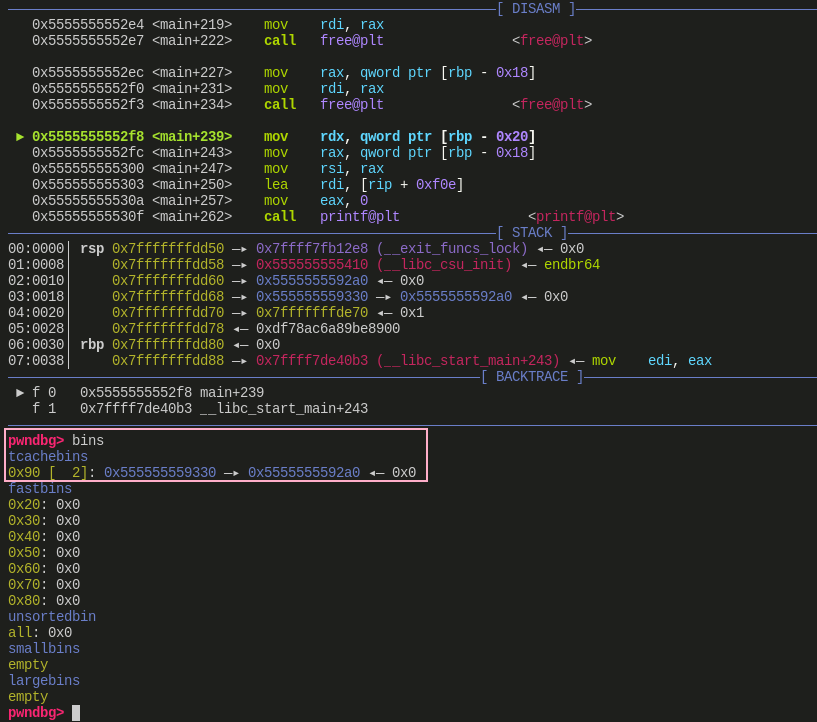 [ DISASM ]
0x5555555552e4 <main+219>    mov    rdi, rax
0x5555555552e7 <main+222>    call   free@plt                <free@plt>
0x5555555552ec <main+227>    mov    rax, qword ptr [rbp - 0x18]
0x5555555552f0 <main+231>    mov    rdi, rax
0x5555555552f3 <main+234>    call   free@plt                <free@plt>
► 0x5555555552f8 <main+239>    mov    rdx, qword ptr [rbp - 0x20]
0x5555555552fc <main+243>    mov    rax, qword ptr [rbp - 0x18]
0x555555555300 <main+247>    mov    rsi, rax
0x555555555303 <main+250>    lea    rdi, [rip + 0xf0e]
0x55555555530a <main+257>    mov    eax, 0
0x55555555530f <main+262>    call   printf@plt                <printf@plt>
[ STACK ]
00:0000│ rsp 0x7fffffffdd50 —▸ 0x7ffff7fb12e8 (__exit_funcs_lock) ◂— 0x0
01:0008│     0x7fffffffdd58 —▸ 0x555555555410 (__libc_csu_init) ◂— endbr64
02:0010│     0x7fffffffdd60 —▸ 0x5555555592a0 ◂— 0x0
03:0018│     0x7fffffffdd68 —▸ 0x555555559330 —▸ 0x5555555592a0 ◂— 0x0
04:0020│     0x7fffffffdd70 —▸ 0x7fffffffde70 ◂— 0x1
05:0028│     0x7fffffffdd78 ◂— 0xdf78ac6a89be8900
06:0030│ rbp 0x7fffffffdd80 ◂— 0x0
07:0038│     0x7fffffffdd88 —▸ 0x7ffff7de40b3 (__libc_start_main+243) ◂— mov    edi, eax
[ BACKTRACE ]
► f 0   0x5555555552f8 main+239
f 1   0x7ffff7de40b3 __libc_start_main+243
pwndbg> bins
tcachebins
0x90 [  2]: 0x555555559330 —▸ 0x5555555592a0 ◂— 0x0
fastbins
0x20: 0x0
0x30: 0x0
0x40: 0x0
0x50: 0x0
0x60: 0x0
0x70: 0x0
0x80: 0x0
unsortedbin
all: 0x0
smallbins
empty
largebins
empty
pwndbg>